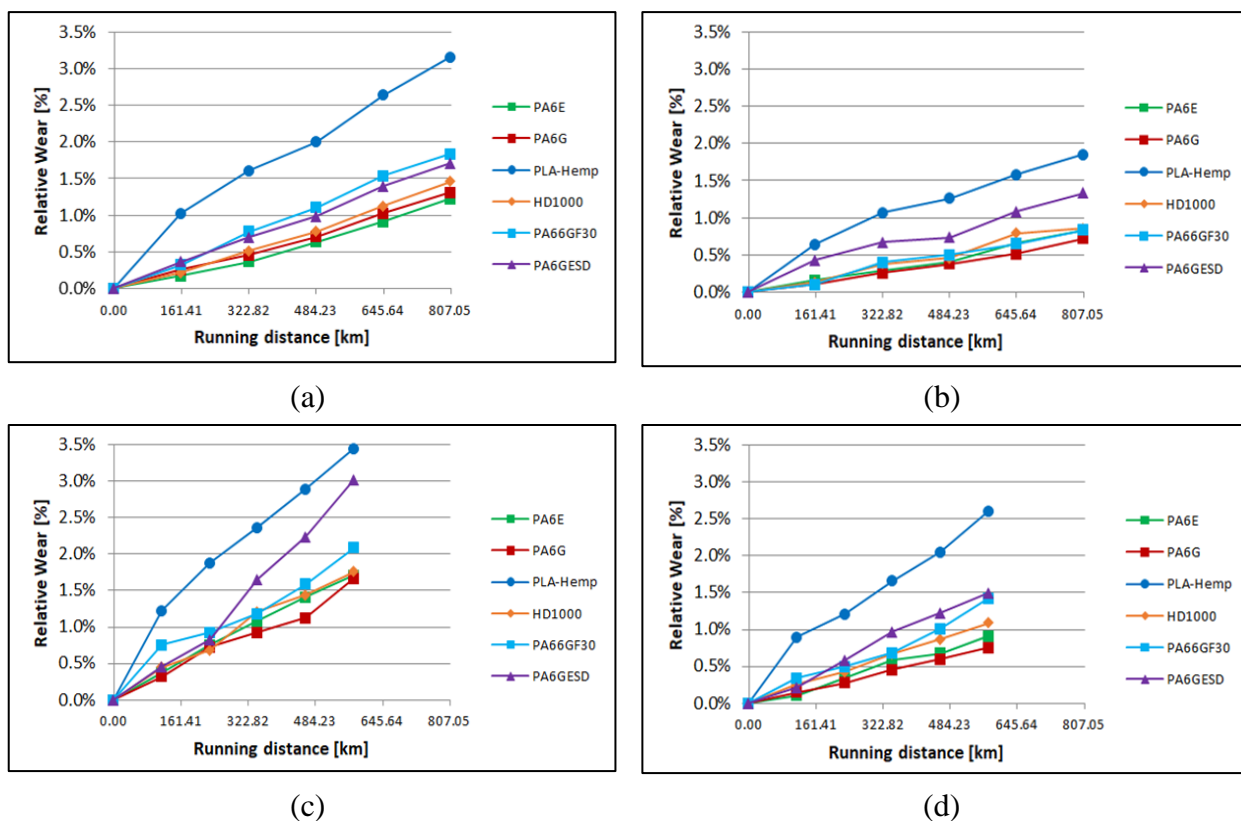 3.5%
3.0%
2.5%
2.0%
1.5%
1.0%
0.5%
0.0%
Relative Wear [%]
0.00 161.41 322.82 484.23 645.64 807.05
Running distance [km]
PA6E
PA6G
PLA-Hemp
HD1000
PA66GF30
PA6GESD
(a)
3.5%
3.0%
2.5%
2.0%
1.5%
1.0%
0.5%
0.0%
Relative Wear [%]
0.00 161.41 322.82 484.23 645.64 807.05
Running distance [km]
PA6E
PA6G
PLA-Hemp
HD1000
PA66GF30
PA6GESD
(b)
3.5%
3.0%
2.5%
2.0%
1.5%
1.0%
0.5%
0.0%
Relative Wear [%]
0.00 161.41 322.82 484.23 645.64 807.05
Running distance [km]
PA6E
PA6G
PLA-Hemp
HD1000
PA66GF30
PA6GESD
(c)
3.5%
3.0%
2.5%
2.0%
1.5%
1.0%
0.5%
0.0%
Relative Wear [%]
0.00 161.41 322.82 484.23 645.64 807.05
Running distance [km]
PA6E
PA6G
PLA-Hemp
HD1000
PA66GF30
PA6GESD
(d)